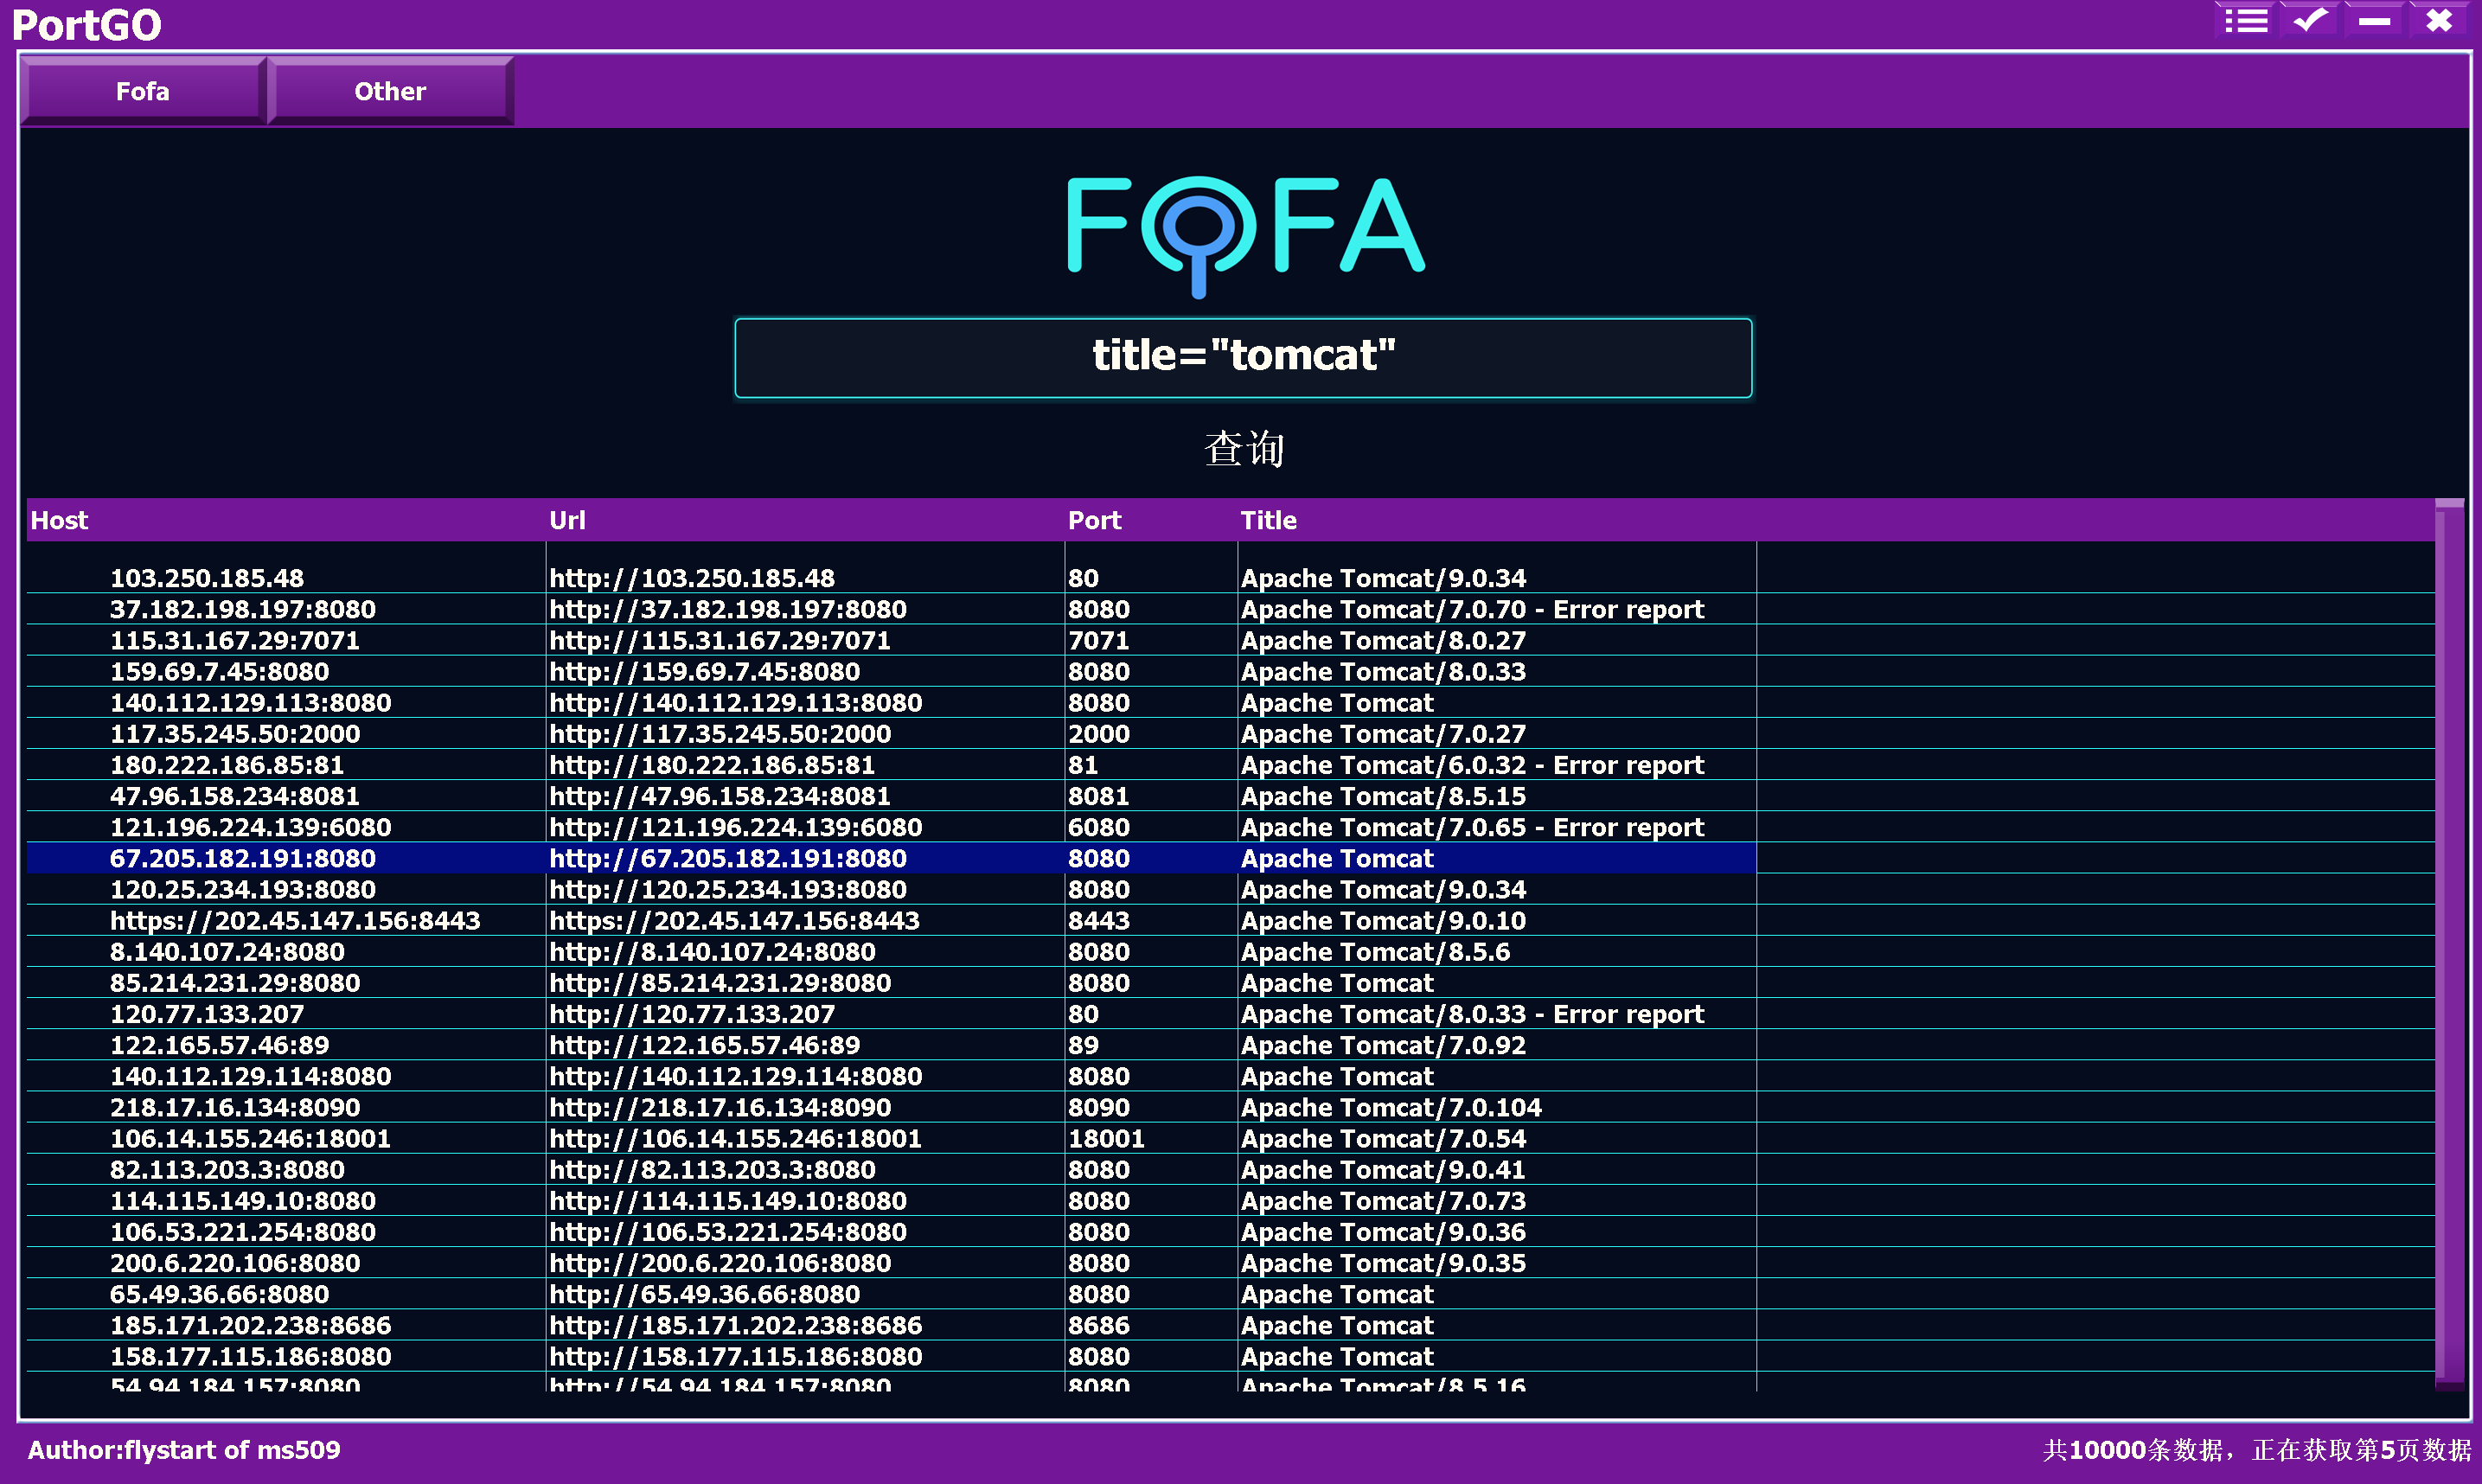 PortGO
Fofa Other
FOFA
title="tomcat"
查询
Host Url Port Title
103.250.185.48 http://103.250.185.48 80 Apache Tomcat/9.0.34
37.182.198.197:8080 http://37.182.198.197:8080 8080 Apache Tomcat/7.0.70 - Error report
115.31.167.29:7071 http://115.31.167.29:7071 7071 Apache Tomcat/8.0.27
159.69.7.45:8080 http://159.69.7.45:8080 8080 Apache Tomcat/8.0.33
140.112.129.113:8080 http://140.112.129.113:8080 8080 Apache Tomcat
117.35.245.50:2000 http://117.35.245.50:2000 2000 Apache Tomcat/7.0.27
180.222.186.85:81 http://180.222.186.85:81 81 Apache Tomcat/6.0.32 - Error report
47.96.158.234:8081 http://47.96.158.234:8081 8081 Apache Tomcat/8.5.15
121.196.224.139:6080 http://121.196.224.139:6080 6080 Apache Tomcat/7.0.65 - Error report
67.205.182.191:8080 http://67.205.182.191:8080 8080 Apache Tomcat
120.25.234.193:8080 http://120.25.234.193:8080 8080 Apache Tomcat/9.0.34
https://202.45.147.156:8443 https://202.45.147.156:8443 8443 Apache Tomcat/9.0.10
8.140.107.24:8080 http://8.140.107.24:8080 8080 Apache Tomcat/8.5.6
85.214.231.29:8080 http://85.214.231.29:8080 8080 Apache Tomcat
120.77.133.207 http://120.77.133.207 80 Apache Tomcat/8.0.33 - Error report
122.165.57.46:89 http://122.165.57.46:89 89 Apache Tomcat/7.0.92
140.112.129.114:8080 http://140.112.129.114:8080 8080 Apache Tomcat
218.17.16.134:8090 http://218.17.16.134:8090 8090 Apache Tomcat/7.0.104
106.14.155.246:18001 http://106.14.155.246:18001 18001 Apache Tomcat/7.0.54
82.113.203.3:8080 http://82.113.203.3:8080 8080 Apache Tomcat/9.0.41
114.115.149.10:8080 http://114.115.149.10:8080 8080 Apache Tomcat/7.0.73
106.53.221.254:8080 http://106.53.221.254:8080 8080 Apache Tomcat/9.0.36
200.6.220.106:8080 http://200.6.220.106:8080 8080 Apache Tomcat/9.0.35
65.49.36.66:8080 http://65.49.36.66:8080 8080 Apache Tomcat
185.171.202.238:8686 http://185.171.202.238:8686 8686 Apache Tomcat
158.177.115.186:8080 http://158.177.115.186:8080 8080 Apache Tomcat
54.94.184.157:8080 http://54.94.184.157:8080 8080 Apache Tomcat/8.5.16
Author:flystart of ms509 共10000条数据，正在获取第5页数据